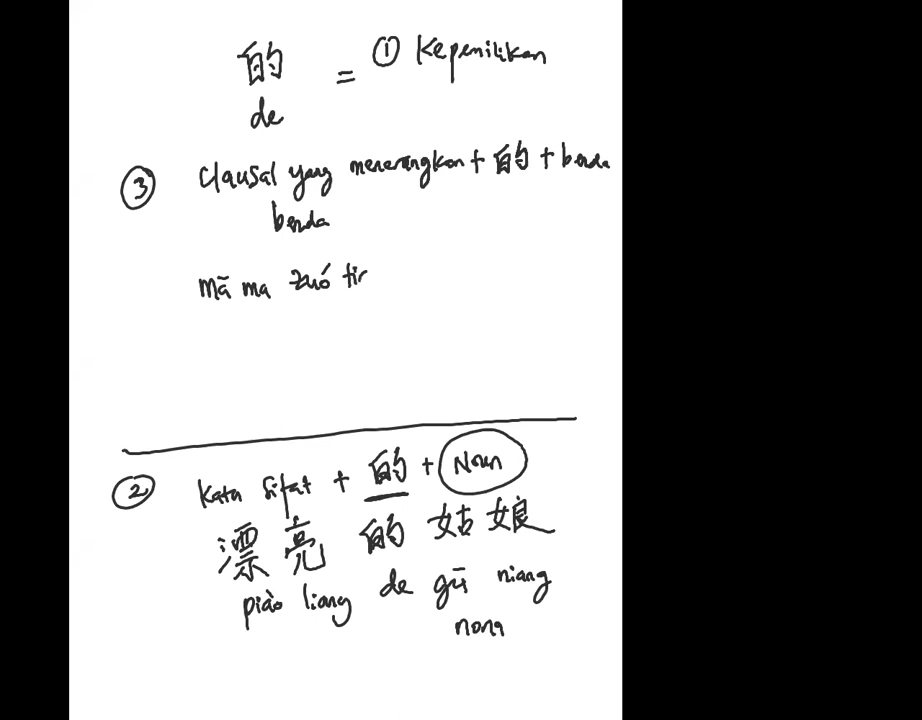 的 = ① Kepemilikan
de
③ Clausal yang menerangkan + 的 + benda
benda
mā ma zuó tir
② Kata Sifat + 的 + Noun
漂亮 的 姑娘
piào liang de gū niang
nona